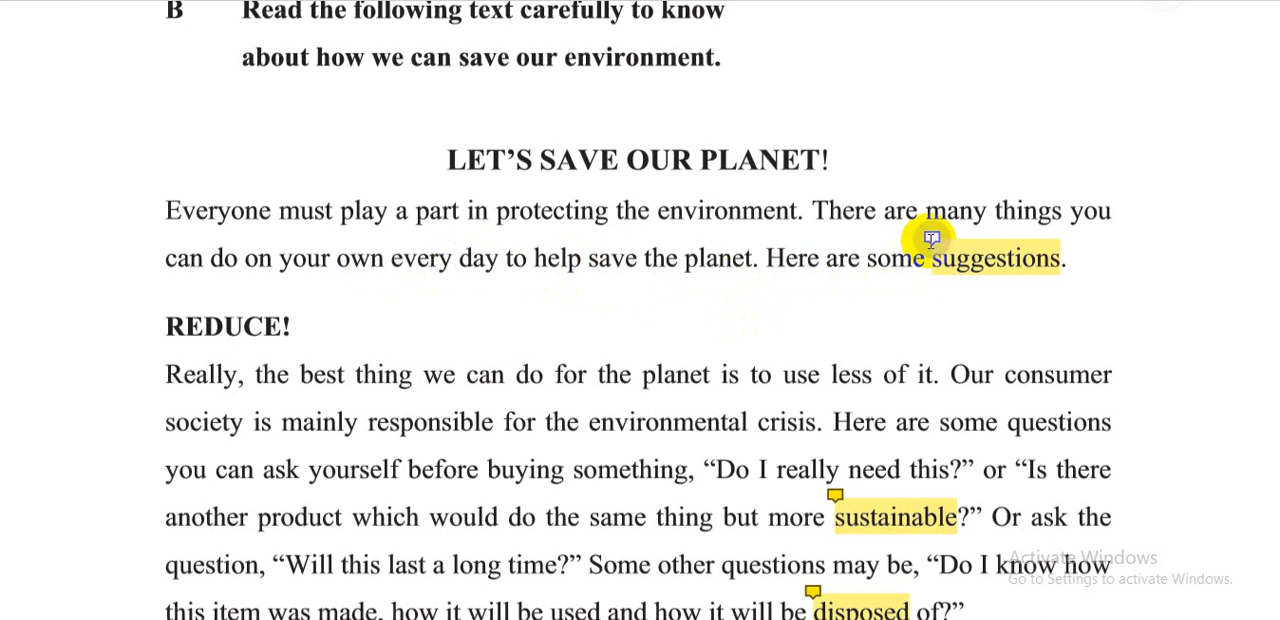 B Read the following text carefully to know
about how we can save our environment.
LET’S SAVE OUR PLANET!
Everyone must play a part in protecting the environment. There are many things you
can do on your own every day to help save the planet. Here are some suggestions.
REDUCE!
Really, the best thing we can do for the planet is to use less of it. Our consumer
society is mainly responsible for the environmental crisis. Here are some questions
you can ask yourself before buying something, “Do I really need this?” or “Is there
another product which would do the same thing but more sustainable?” Or ask the
question, “Will this last a long time?” Some other questions may be, “Do I know how
this item was made, how it will be used and how it will be disposed of?”
Activate Windows
Go to Settings to activate Windows.